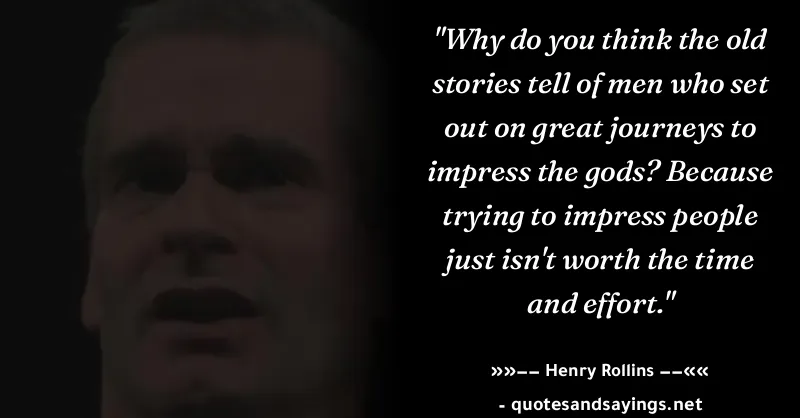 "Why do you think the old
stories tell of men who set
out on great journeys to
impress the gods? Because
trying to impress people
just isn't worth the time
and effort."
»»−− Henry Rollins −−««
- quotesandsayings.net